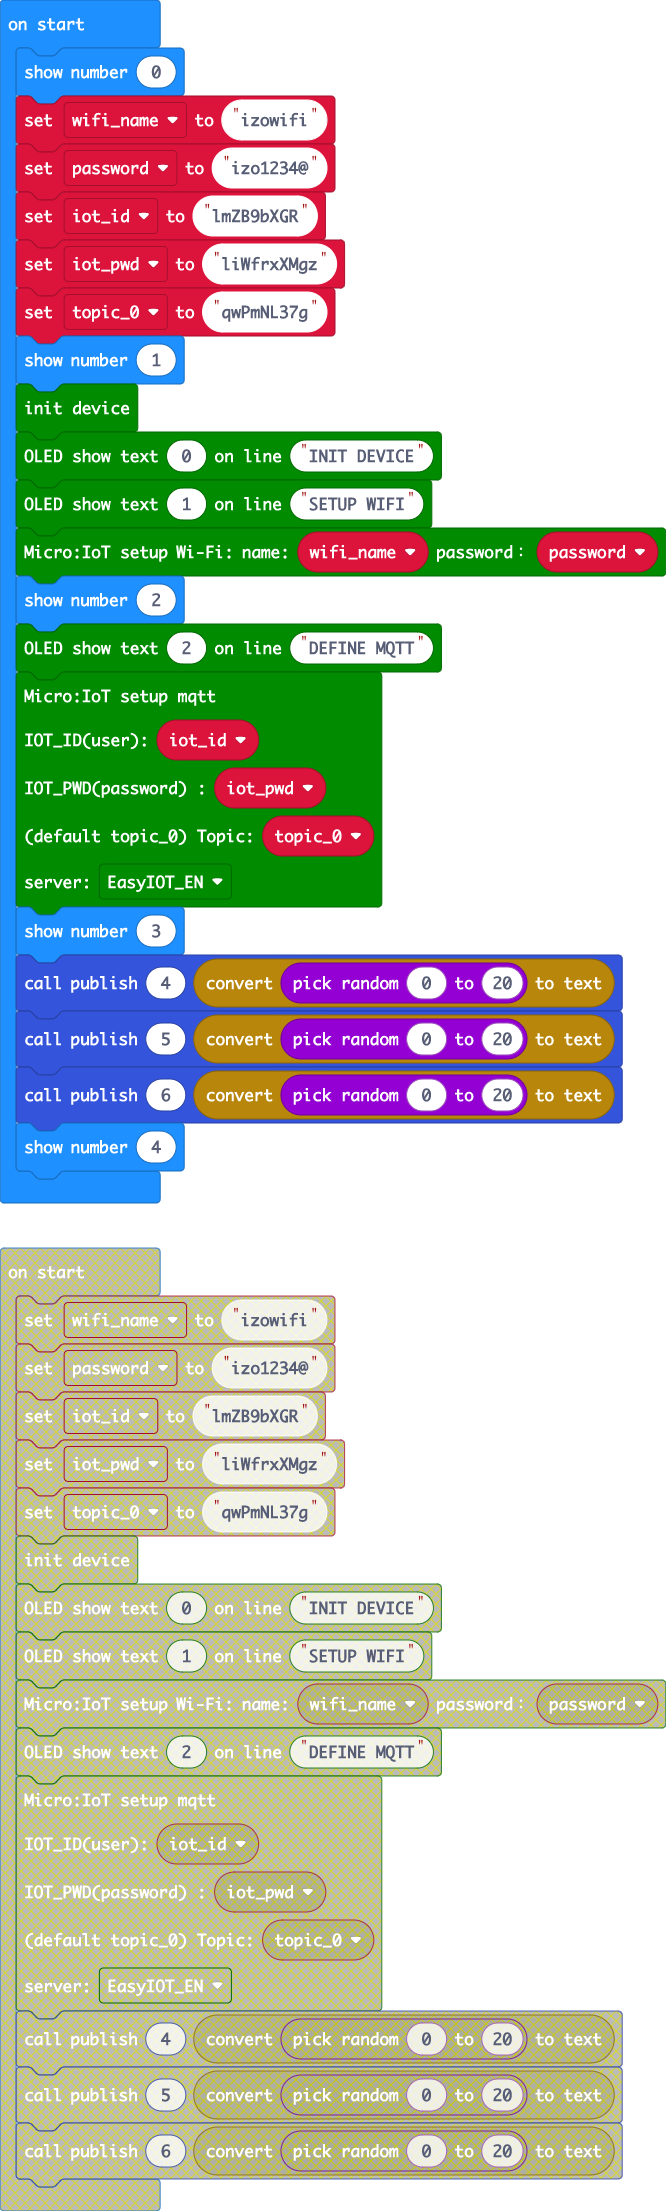 on start
show number 0
set wifi_name to "izowifi"
set password to "izo1234@"
set iot_id to "lmZB9bXGR"
set iot_pwd to "liWfrxXMgz"
set topic_0 to "qwPmNL37g"
show number 1
init device
OLED show text 0 on line "INIT DEVICE"
OLED show text 1 on line "SETUP WIFI"
Micro:IoT setup Wi-Fi: name: wifi_name password: password
show number 2
OLED show text 2 on line "DEFINE MQTT"
Micro:IoT setup mqtt
IOT_ID(user): iot_id
IOT_PWD(password) : iot_pwd
(default topic_0) Topic: topic_0
server: EasyIOT_EN
show number 3
call publish 4 convert pick random 0 to 20 to text
call publish 5 convert pick random 0 to 20 to text
call publish 6 convert pick random 0 to 20 to text
show number 4
on start
set wifi_name to "izowifi"
set password to "izo1234@"
set iot_id to "lmZB9bXGR"
set iot_pwd to "liWfrxXMgz"
set topic_0 to "qwPmNL37g"
init device
OLED show text 0 on line "INIT DEVICE"
OLED show text 1 on line "SETUP WIFI"
Micro:IoT setup Wi-Fi: name: wifi_name password: password
OLED show text 2 on line "DEFINE MQTT"
Micro:IoT setup mqtt
IOT_ID(user): iot_id
IOT_PWD(password) : iot_pwd
(default topic_0) Topic: topic_0
server: EasyIOT_EN
call publish 4 convert pick random 0 to 20 to text
call publish 5 convert pick random 0 to 20 to text
call publish 6 convert pick random 0 to 20 to text